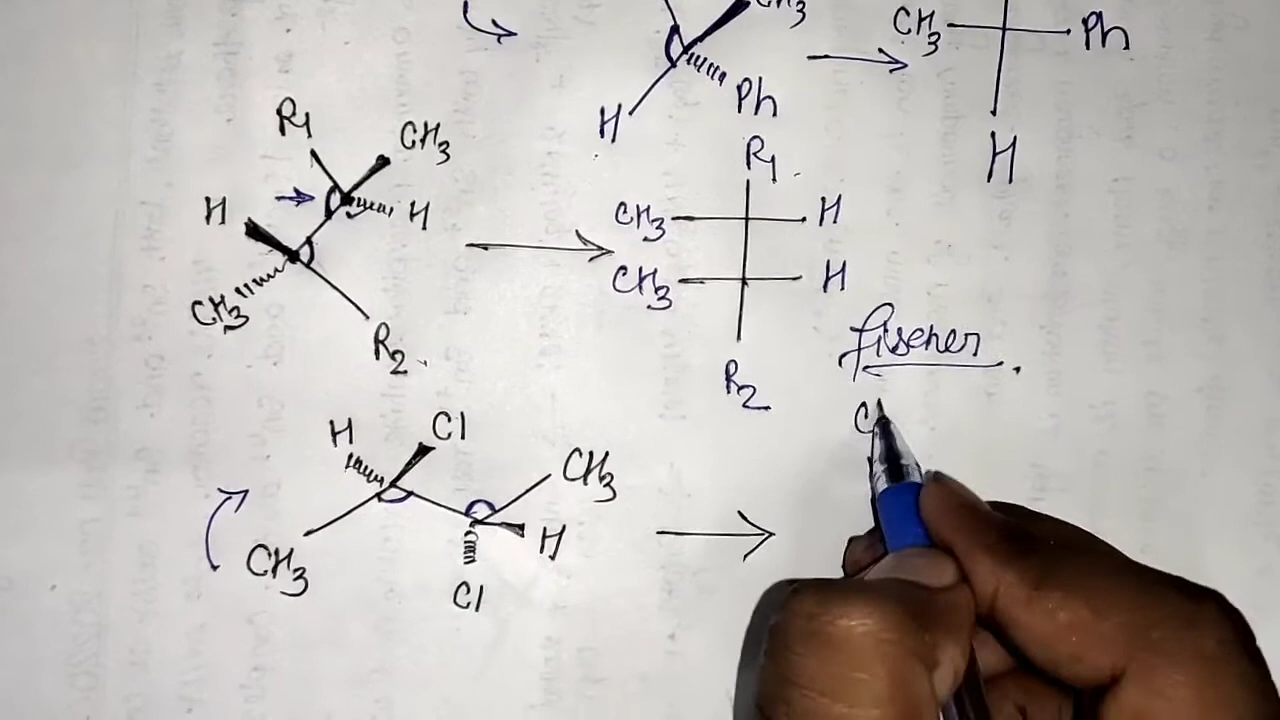 CH3
CH3 Ph
H Ph
H
R1 CH3
H H
CH3
R2
R1
CH3 H
CH3 H
R2
fischer
H Cl
CH3
CH3 H
Cl
C